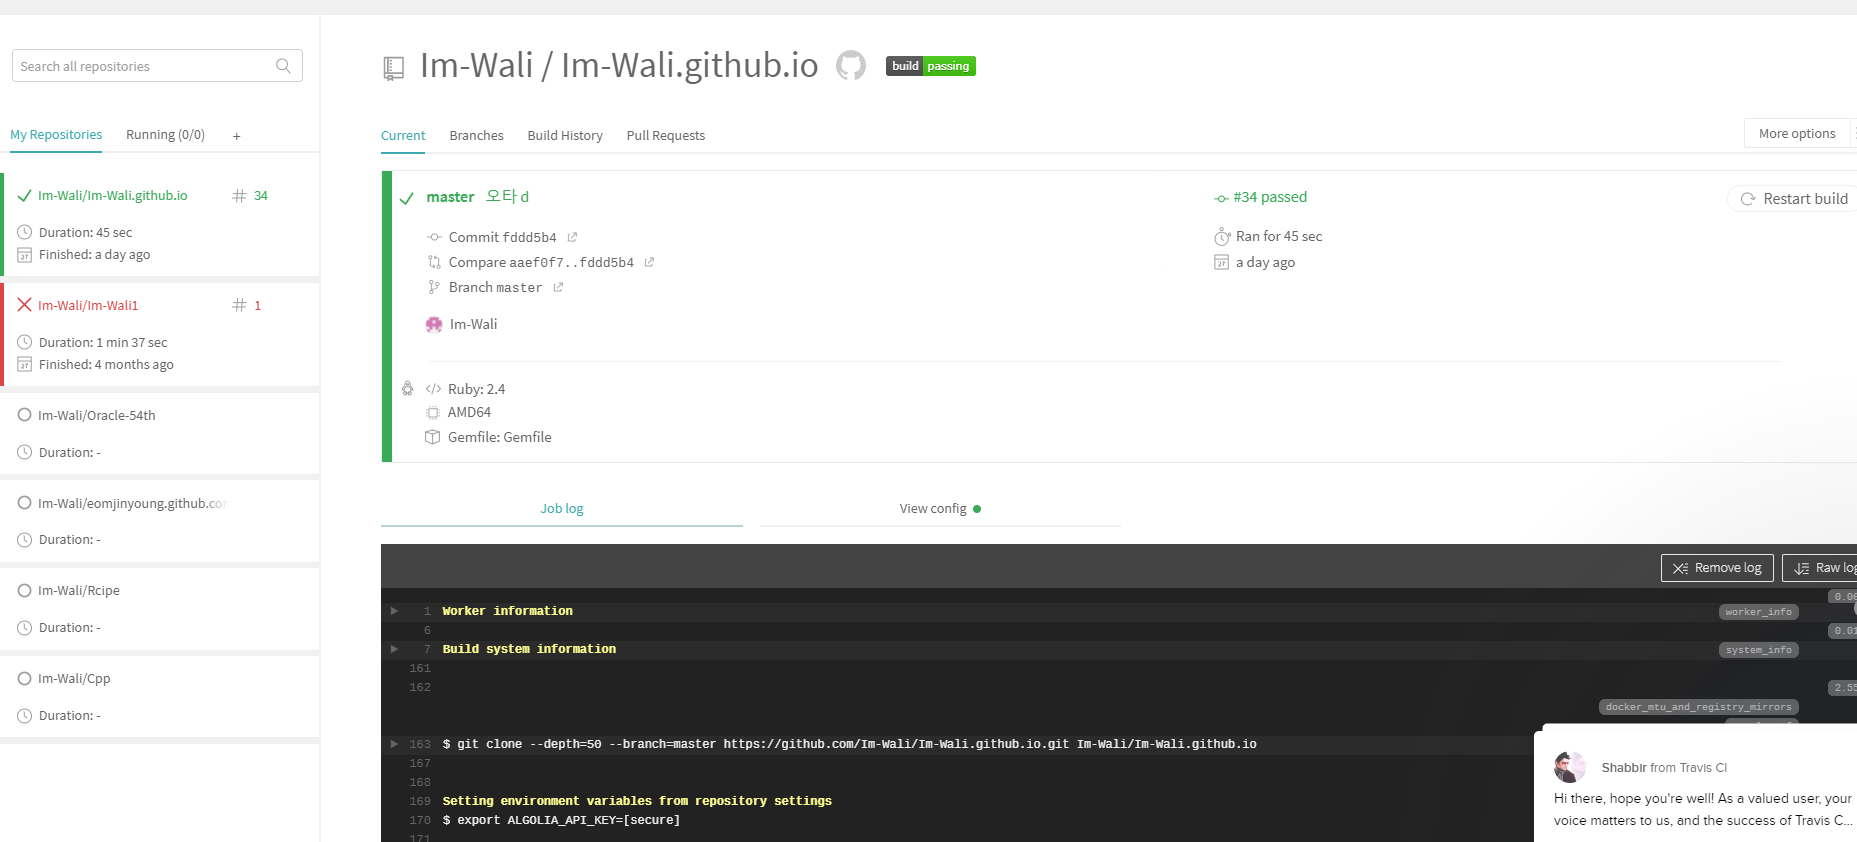 Search all repositories
My Repositories
Running (0/0)
+
Im-Wali/Im-Wali.github.io
# 34
Duration: 45 sec
Finished: a day ago
Im-Wali/Im-Wali1
# 1
Duration: 1 min 37 sec
Finished: 4 months ago
Im-Wali/Oracle-54th
Duration: -
Im-Wali/eomjinyoung.github.co
Duration: -
Im-Wali/Rcipe
Duration: -
Im-Wali/Cpp
Duration: -
Im-Wali / Im-Wali.github.io
build passing
Current
Branches
Build History
Pull Requests
More options
master 오타 d
Commit fddd5b4
Compare aaef0f7..fddd5b4
Branch master
Im-Wali
#34 passed
Ran for 45 sec
a day ago
Restart build
Ruby: 2.4
AMD64
Gemfile: Gemfile
Job log
View config
Remove log
Raw log
1 Worker information worker_info
6
7 Build system information system_info
161
162
docker_mtu_and_registry_mirrors
163 $ git clone --depth=50 --branch=master https://github.com/Im-Wali/Im-Wali.github.io.git Im-Wali/Im-Wali.github.io
167
168
169 Setting environment variables from repository settings
170 $ export ALGOLIA_API_KEY=[secure]
171
Shabbir from Travis CI
Hi there, hope you're well! As a valued user, your
voice matters to us, and the success of Travis C...